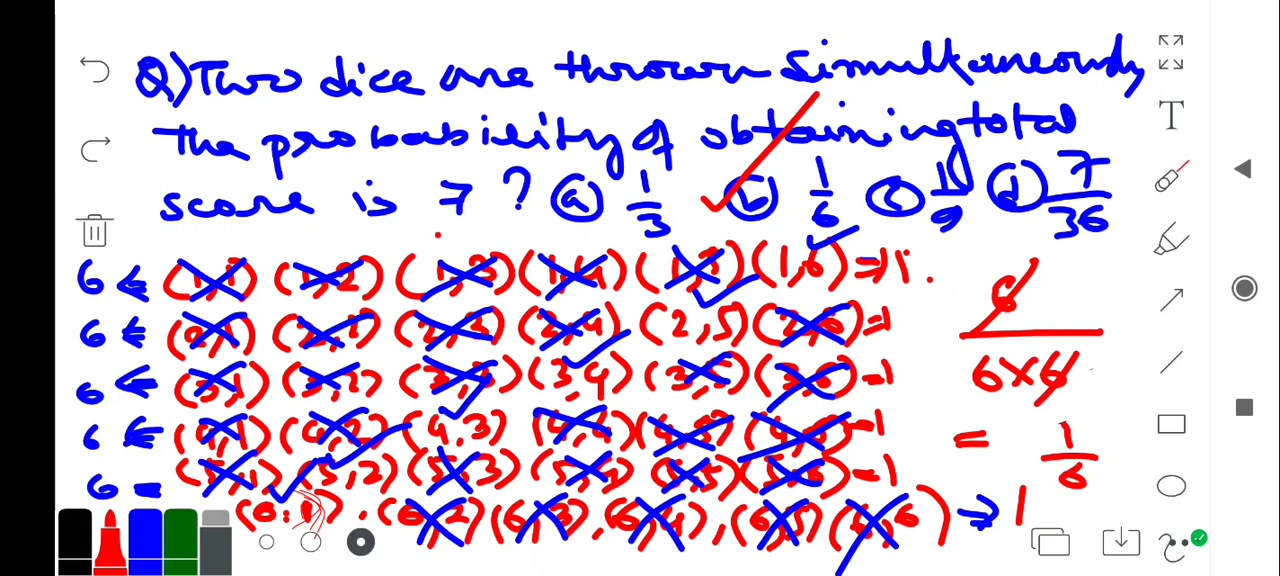 Q) Two dice are thrown simultaneously
the probability of obtaining total
score is 7 ? (a) 1/3 (b) 1/6 (c) 1/9 (d) 7/36
6 ← (1,1) (1,2) (1,3) (1,4) (1,5) (1,6) ⇒ 1.
6 ← (2,1) (2,2) (2,3) (2,4) (2,5) (2,6) = 1
6 ← (3,1) (3,2) (3,3) (3,4) (3,5) (3,6) = 1
6 ← (4,1) (4,2) (4,3) (4,4) (4,5) (4,6) = 1
6 = (5,1) (5,2) (5,3) (5,4) (5,5) (5,6) = 1
(6,1), (6,2) (6,3), (6,4), (6,5) (6,6) ⇒ 1
6/6×6
= 1/6
T